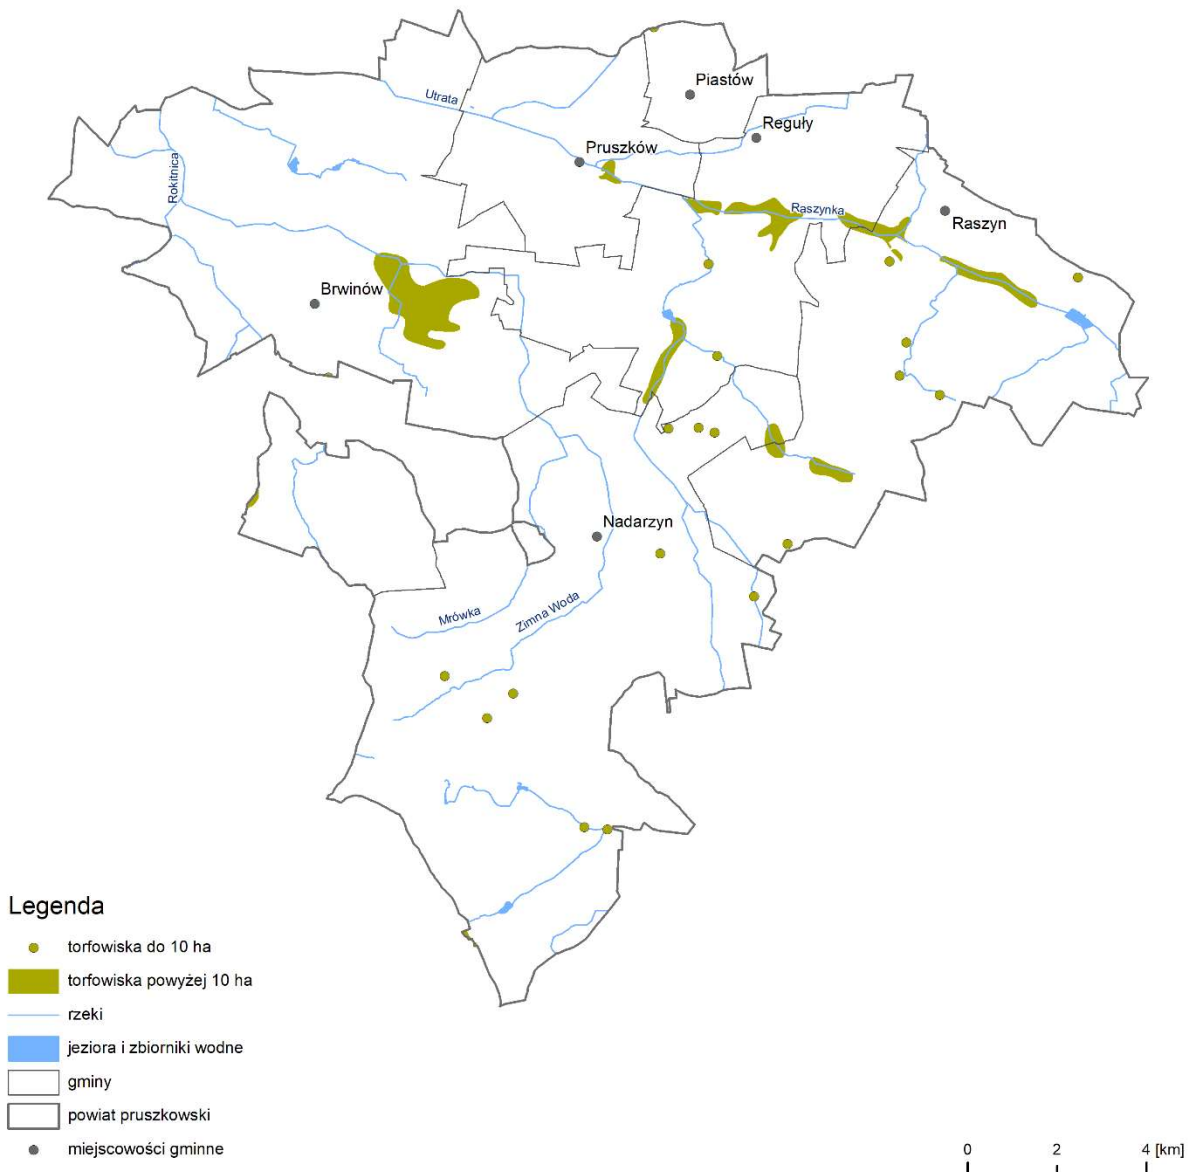 Piastów
Utrata
Reguły
Pruszków
Rokitnica
Raszynka
Raszyn
Brwinów
Nadarzyn
Mrówka
Zimna Woda
Legenda
torfowiska do 10 ha
torfowiska powyżej 10 ha
rzeki
jeziora i zbiorniki wodne
gminy
powiat pruszkowski
miejscowości gminne
0 2 4 [km]